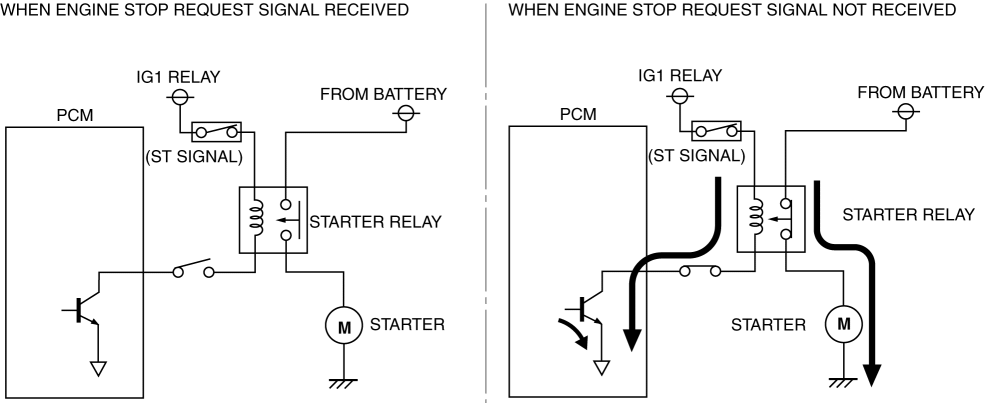 WHEN ENGINE STOP REQUEST SIGNAL RECEIVED
IG1 RELAY
FROM BATTERY
PCM
(ST SIGNAL)
STARTER RELAY
M
STARTER
WHEN ENGINE STOP REQUEST SIGNAL NOT RECEIVED
IG1 RELAY
FROM BATTERY
PCM
(ST SIGNAL)
STARTER RELAY
STARTER
M